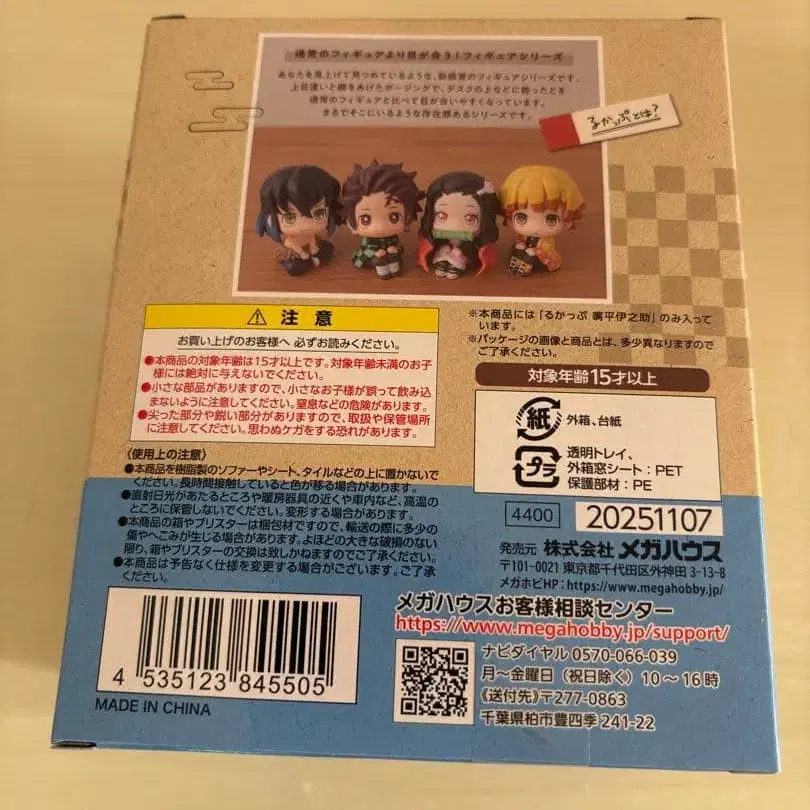 通常のフィギュアより目が合う！フィギュアシリーズ
あなたを見上げて見つめているような、新感覚のフィギュアシリーズです。
上目遣いと顔をあげたポージングで、デスクの上などに飾ったとき
通常のフィギュアと比べて目が合いやすくなっています。
まるでそこにいるような存在感あるシリーズです。
るかっぷとは？
⚠ 注意
お買い上げのお客様へ 必ずお読みください。
●本商品の対象年齢は15才以上です。対象年齢未満のお子
様には絶対に与えないでください。
●小さな部品がありますので、小さなお子様が誤って飲み込
まないように注意してください。窒息などの危険があります。
●尖った部分や鋭い部分がありますので、取扱や保管場所
に注意してください。思わぬケガをする恐れがあります。
〈使用上の注意〉
●本商品を樹脂製のソファーやシート、タイルなどの上に置かないで
ください。長時間接触していると色が移る場合があります。
●直射日光があたるところや暖房器具の近くや車内など、高温の
ところに保管しないでください。変形する場合があります。
●本商品の箱やブリスターは梱包材ですので、輸送の際に多少の
傷やへこみが生じる場合があります。よほどの大きな破損のない
限り、箱やブリスターの交換は致しかねますのでご了承ください。
●本商品は予告なく仕様を変更する場合がございます。ご了承
ください。
4 535123 845505
MADE IN CHINA
※本商品には「るかっぷ 嘴平伊之助」のみ入って
います。
※パッケージの画像と商品とは、多少異なりますので
ご了承ください。
対象年齢15才以上
紙 外箱、台紙
プラ 透明トレイ、
外箱窓シート：PET
保護部材：PE
4400 20251107
発売元 株式会社 メガハウス
〒101-0021 東京都千代田区外神田 3-13-8
メガホビHP：https://www.megahobby.jp/
メガハウスお客様相談センター
https://www.megahobby.jp/support/
ナビダイヤル 0570-066-039
月～金曜日（祝日除く）10～16時
《送付先》〒277-0863
千葉県柏市豊四季 241-22